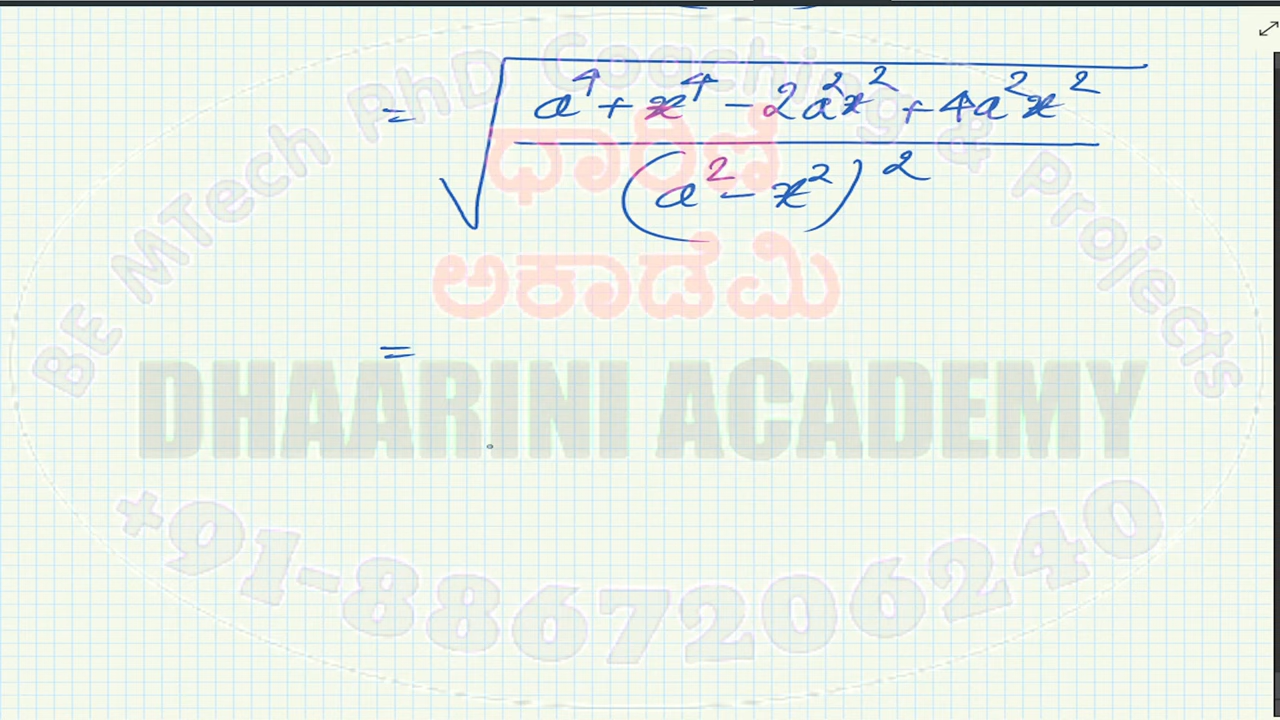 = √((a⁴ + x⁴ - 2a²x² + 4a²x²) / (a² - x²)²)
=
BE MTech PhD Coaching & Projects
ಧಾರಿಣಿ
ಅಕಾಡೆಮಿ
DHAARINI ACADEMY
+91-8867206240